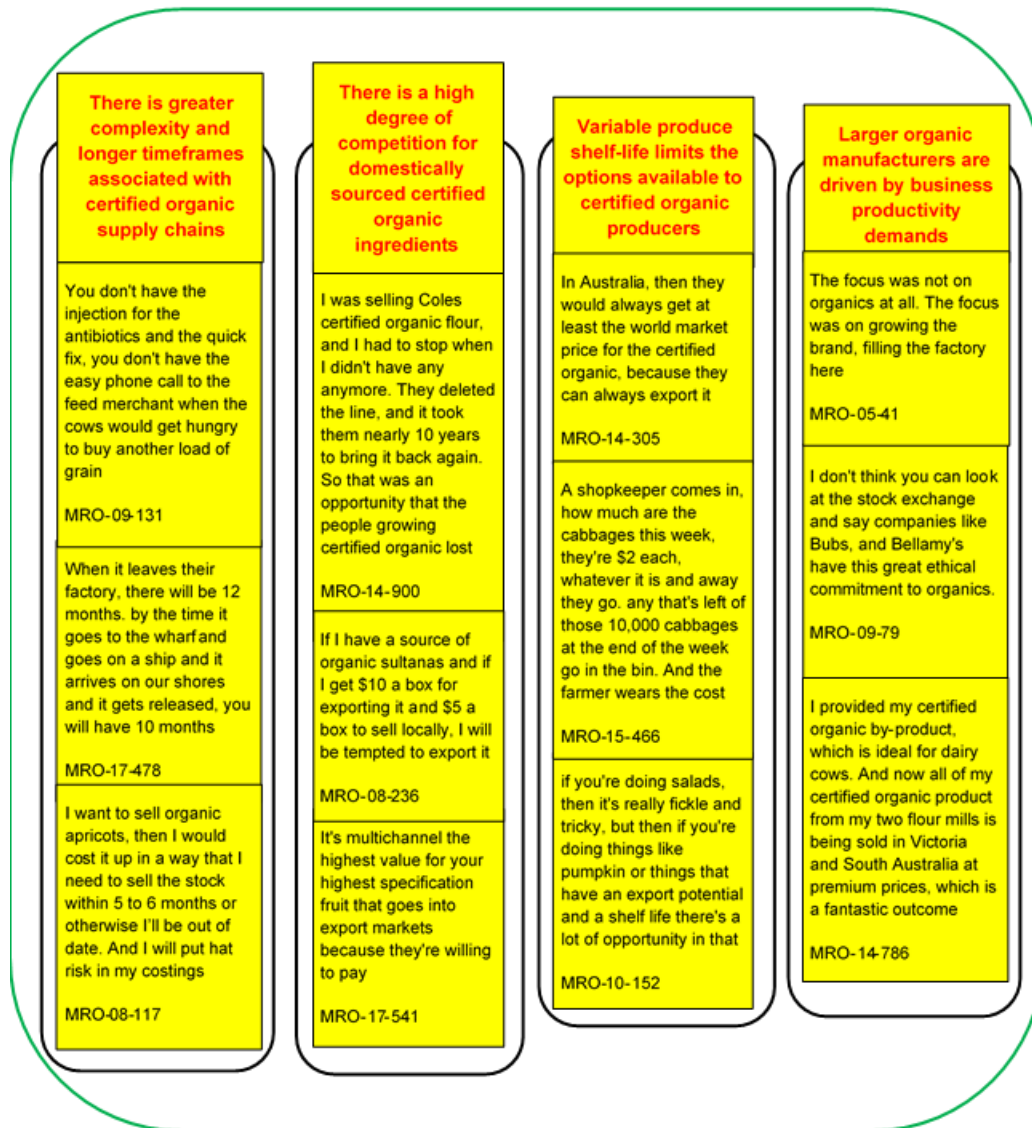 There is greater
complexity and
longer timeframes
associated with
certified organic
supply chains
You don't have the
injection for the
antibiotics and the quick
fix, you don't have the
easy phone call to the
feed merchant when the
cows would get hungry
to buy another load of
grain
MRO-09-131
When it leaves their
factory, there will be 12
months. by the time it
goes to the wharf and
goes on a ship and it
arrives on our shores
and it gets released, you
will have 10 months
MRO-17-478
I want to sell organic
apricots, then I would
cost it up in a way that I
need to sell the stock
within 5 to 6 months or
otherwise I'll be out of
date. And I will put hat
risk in my costings
MRO-08-117
There is a high
degree of
competition for
domestically
sourced certified
organic
ingredients
I was selling Coles
certified organic flour,
and I had to stop when
I didn't have any
anymore. They deleted
the line, and it took
them nearly 10 years
to bring it back again.
So that was an
opportunity that the
people growing
certified organic lost
MRO-14-900
If I have a source of
organic sultanas and if
I get $10 a box for
exporting it and $5 a
box to sell locally, I will
be tempted to export it
MRO-08-236
It's multichannel the
highest value for your
highest specification
fruit that goes into
export markets
because they're willing
to pay
MRO-17-541
Variable produce
shelf-life limits the
options available to
certified organic
producers
In Australia, then they
would always get at
least the world market
price for the certified
organic, because they
can always export it
MRO-14-305
A shopkeeper comes in,
how much are the
cabbages this week,
they're $2 each,
whatever it is and away
they go. any that's left of
those 10,000 cabbages
at the end of the week
go in the bin. And the
farmer wears the cost
MRO-15-466
if you're doing salads,
then it's really fickle and
tricky, but then if you're
doing things like
pumpkin or things that
have an export potential
and a shelf life there's a
lot of opportunity in that
MRO-10-152
Larger organic
manufacturers are
driven by business
productivity
demands
The focus was not on
organics at all. The focus
was on growing the
brand, filling the factory
here
MRO-05-41
I don't think you can look
at the stock exchange
and say companies like
Bubs, and Bellamy's
have this great ethical
commitment to organics.
MRO-09-79
I provided my certified
organic by-product,
which is ideal for dairy
cows. And now all of my
certified organic product
from my two flour mills is
being sold in Victoria
and South Australia at
premium prices, which is
a fantastic outcome
MRO-14-786